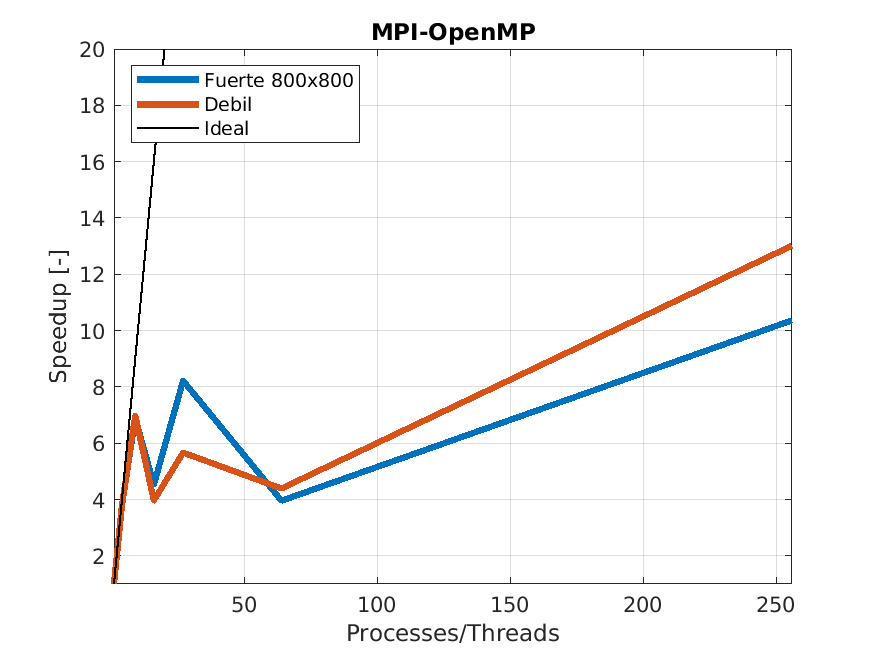 MPI-OpenMP
Fuerte 800x800
Debil
Ideal
Speedup [-]
20
18
16
14
12
10
8
6
4
2
50 100 150 200 250
Processes/Threads